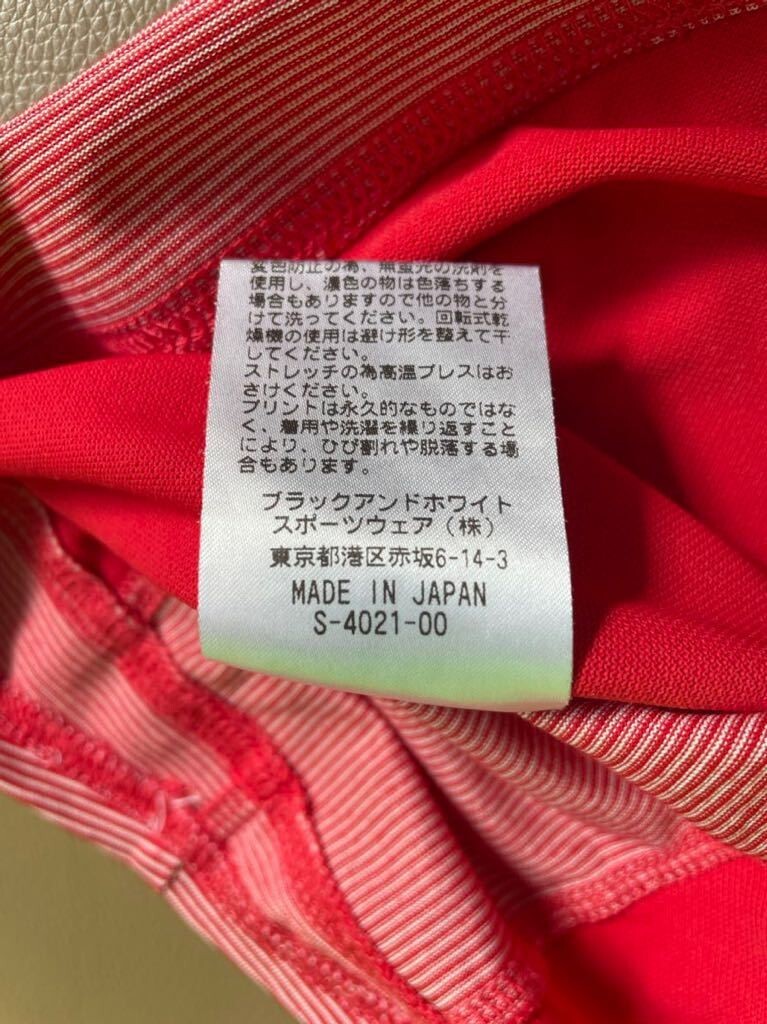 変色防止の為、無蛍光の洗剤を
使用し、濃色の物は色落ちする
場合もありますので他の物と分
けて洗ってください。回転式乾
燥機の使用は避け形を整えて干
してください。
ストレッチの為高温プレスはお
さけください。
プリントは永久的なものではな
く、着用や洗濯を繰り返すこと
により、ひび割れや脱落する場
合もあります。
ブラックアンドホワイト
スポーツウェア(株)
東京都港区赤坂6-14-3
MADE IN JAPAN
S-4021-00